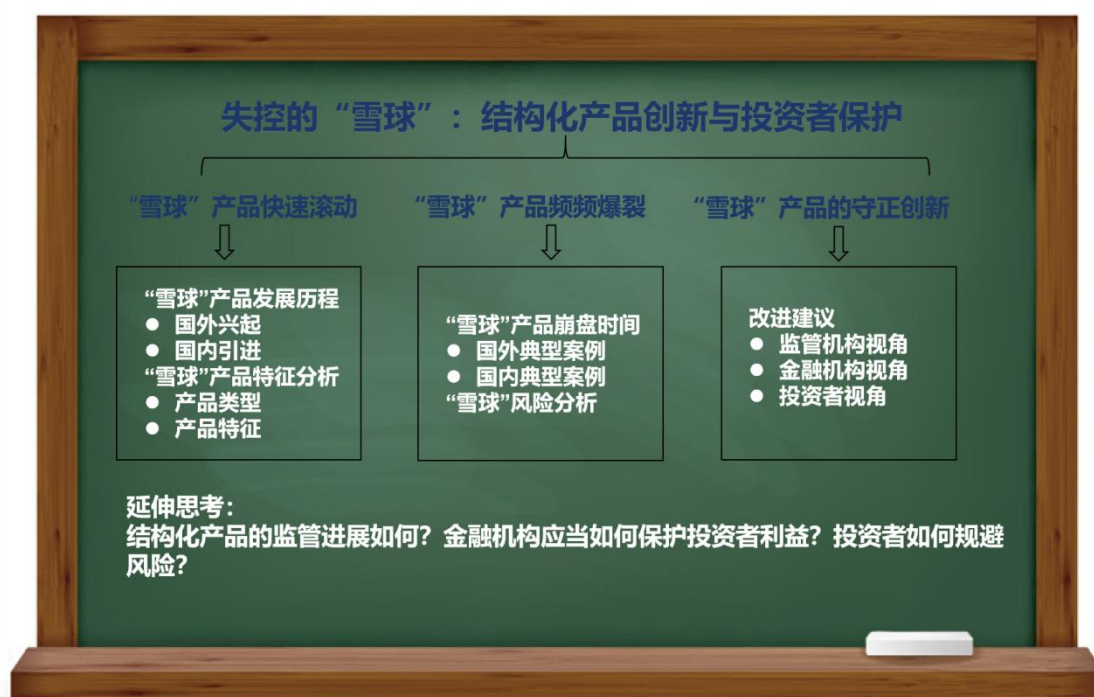 失控的“雪球”：结构化产品创新与投资者保护
“雪球”产品快速滚动
“雪球”产品频频爆裂
“雪球”产品的守正创新
“雪球”产品发展历程
● 国外兴起
● 国内引进
“雪球”产品特征分析
● 产品类型
● 产品特征
“雪球”产品崩盘时间
● 国外典型案例
● 国内典型案例
“雪球”风险分析
改进建议
● 监管机构视角
● 金融机构视角
● 投资者视角
延伸思考：
结构化产品的监管进展如何？金融机构应当如何保护投资者利益？投资者如何规避
风险？